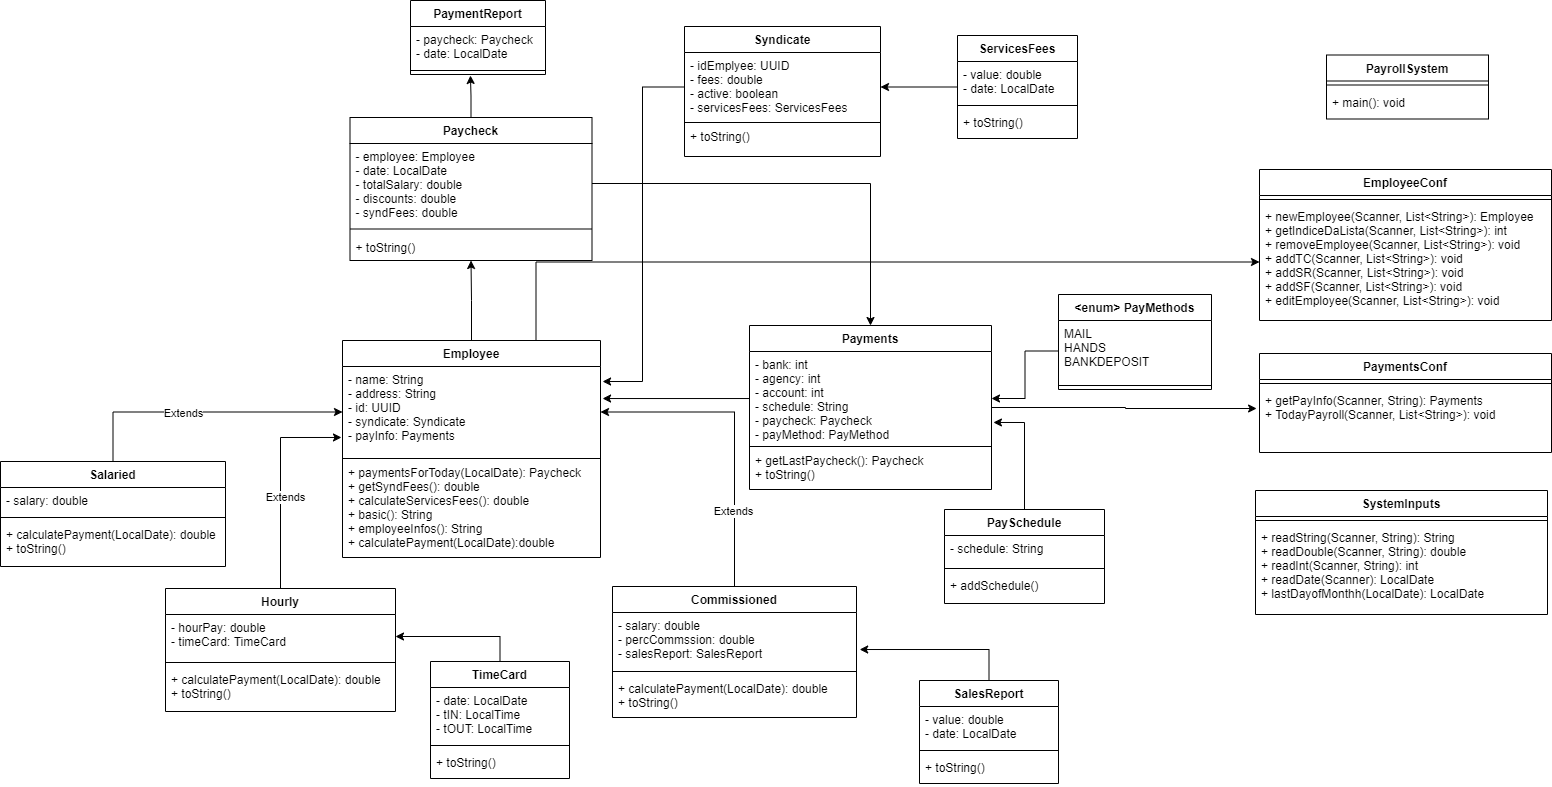 PaymentReport
- paycheck: Paycheck
- date: LocalDate
Syndicate
- idEmplyee: UUID
- fees: double
- active: boolean
- servicesFees: ServicesFees
+ toString()
ServicesFees
- value: double
- date: LocalDate
+ toString()
PayrollSystem
+ main(): void
Paycheck
- employee: Employee
- date: LocalDate
- totalSalary: double
- discounts: double
- syndFees: double
+ toString()
EmployeeConf
+ newEmployee(Scanner, List<String>): Employee
+ getIndiceDaLista(Scanner, List<String>): int
+ removeEmployee(Scanner, List<String>): void
+ addTC(Scanner, List<String>): void
+ addSR(Scanner, List<String>): void
+ addSF(Scanner, List<String>): void
+ editEmployee(Scanner, List<String>): void
<enum> PayMethods
MAIL
HANDS
BANKDEPOSIT
Employee
- name: String
- address: String
- id: UUID
- syndicate: Syndicate
- payInfo: Payments
+ paymentsForToday(LocalDate): Paycheck
+ getSyndFees(): double
+ calculateServicesFees(): double
+ basic(): String
+ employeeInfos(): String
+ calculatePayment(LocalDate):double
Payments
- bank: int
- agency: int
- account: int
- schedule: String
- paycheck: Paycheck
- payMethod: PayMethod
+ getLastPaycheck(): Paycheck
+ toString()
PaymentsConf
+ getPayInfo(Scanner, String): Payments
+ TodayPayroll(Scanner, List<String>): void
Extends
Salaried
- salary: double
+ calculatePayment(LocalDate): double
+ toString()
Extends
Extends
PaySchedule
- schedule: String
+ addSchedule()
SystemInputs
+ readString(Scanner, String): String
+ readDouble(Scanner, String): double
+ readInt(Scanner, String): int
+ readDate(Scanner): LocalDate
+ lastDayofMonthh(LocalDate): LocalDate
Hourly
- hourPay: double
- timeCard: TimeCard
+ calculatePayment(LocalDate): double
+ toString()
TimeCard
- date: LocalDate
- tIN: LocalTime
- tOUT: LocalTime
+ toString()
Commissioned
- salary: double
- percCommssion: double
- salesReport: SalesReport
+ calculatePayment(LocalDate): double
+ toString()
SalesReport
- value: double
- date: LocalDate
+ toString()